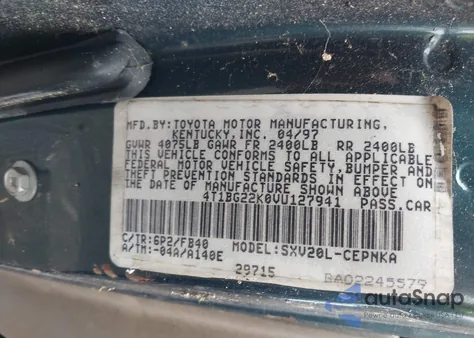 MFD.BY:TOYOTA MOTOR MANUFACTURING,
KENTUCKY,INC. 04/97
GVWR 4075LB GAWR FR 2400LB RR 2400LB
THIS VEHICLE CONFORMS TO ALL APPLICABLE
FEDERAL MOTOR VEHICLE SAFETY,BUMPER AND
THEFT PREVENTION STANDARDS IN EFFECT ON
THE DATE OF MANUFACTURE SHOWN ABOVE.
4T1BG22K0VU127941 PASS.CAR
C/TR:6P2/FB40 MODEL:SXV20L-CEPNKA
A/TM:-04A/A140E
29715 BA02245579
autoSnap